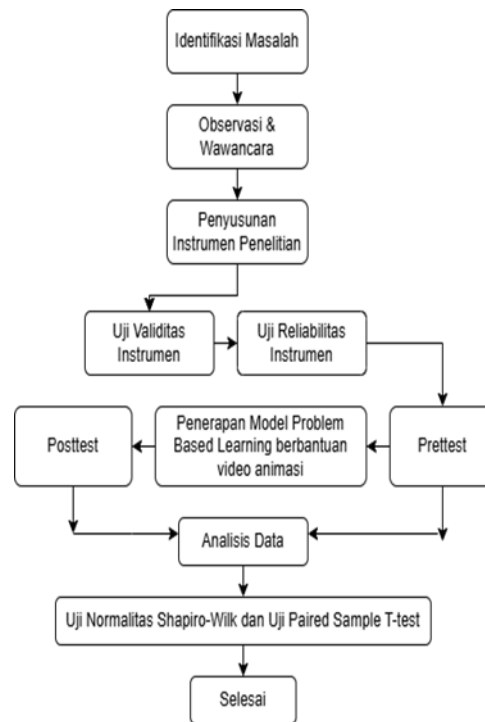 Identifikasi Masalah
Observasi &
Wawancara
Penyusunan
Instrumen Penelitian
Uji Validitas
Instrumen
Uji Reliabilitas
Instrumen
Posttest
Penerapan Model Problem
Based Learning berbantuan
video animasi
Prettest
Analisis Data
Uji Normalitas Shapiro-Wilk dan Uji Paired Sample T-test
Selesai